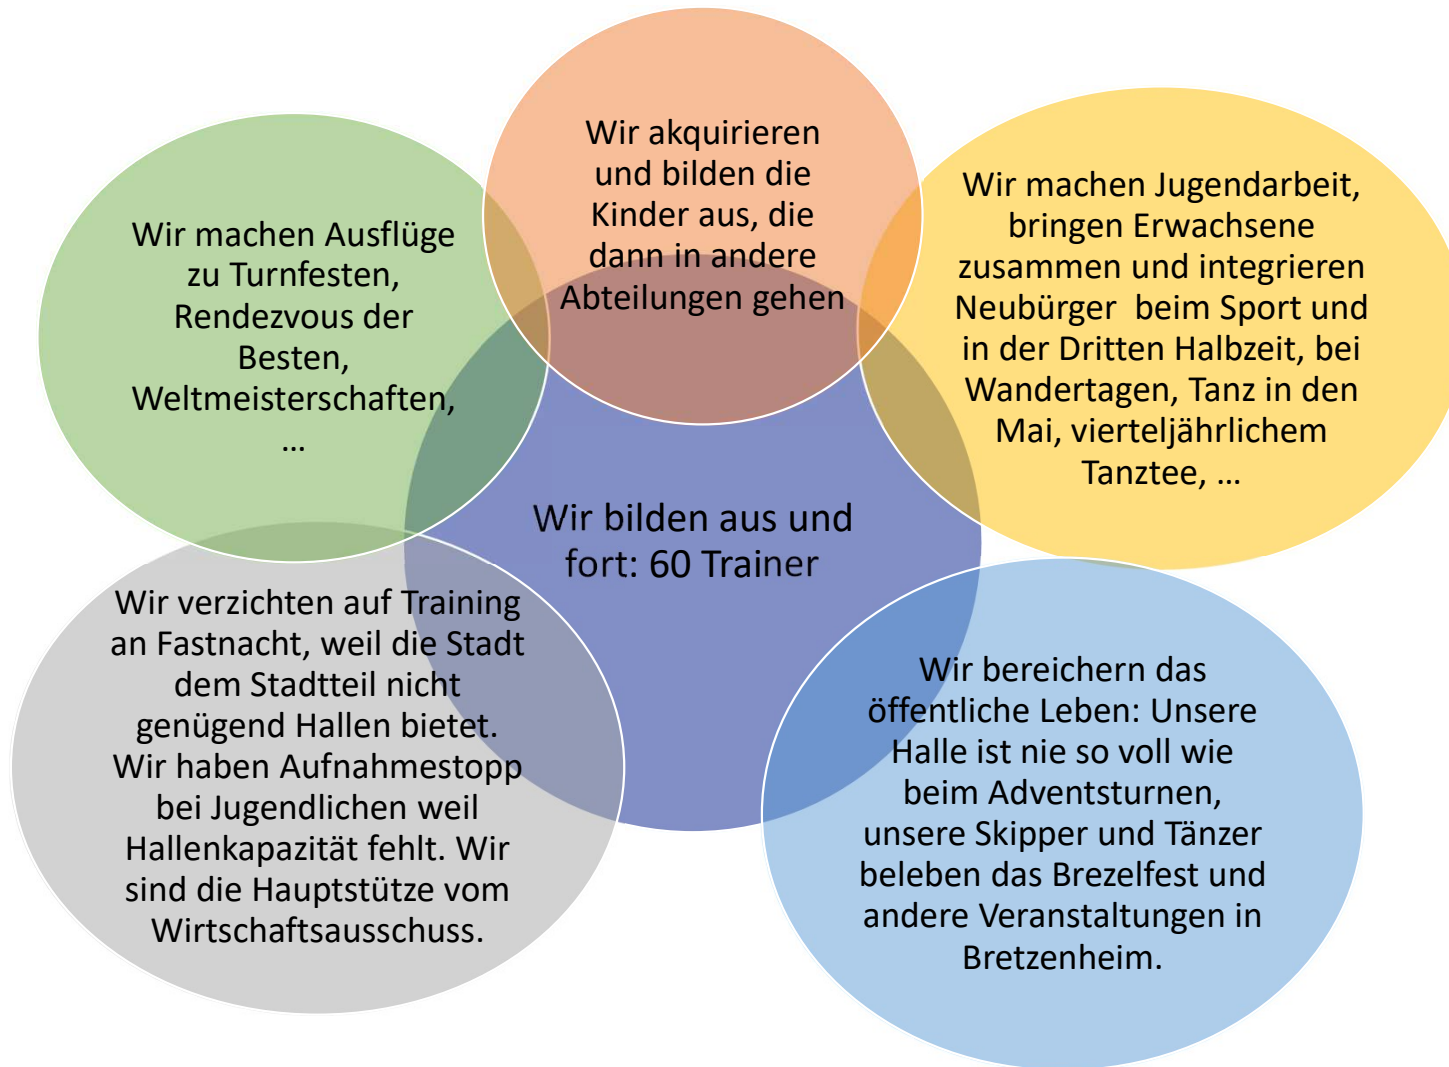 Wir akquirieren
und bilden die
Kinder aus, die
dann in andere
Abteilungen gehen
Wir machen Jugendarbeit,
bringen Erwachsene
zusammen und integrieren
Neubürger  beim Sport und
in der Dritten Halbzeit, bei
Wandertagen, Tanz in den
Mai, vierteljährlichem
Tanztee, ...
Wir machen Ausflüge
zu Turnfesten,
Rendezvous der
Besten,
Weltmeisterschaften,
...
Wir bilden aus und
fort: 60 Trainer
Wir verzichten auf Training
an Fastnacht, weil die Stadt
dem Stadtteil nicht
genügend Hallen bietet.
Wir haben Aufnahmestopp
bei Jugendlichen weil
Hallenkapazität fehlt. Wir
sind die Hauptstütze vom
Wirtschaftsausschuss.
Wir bereichern das
öffentliche Leben: Unsere
Halle ist nie so voll wie
beim Adventsturnen,
unsere Skipper und Tänzer
beleben das Brezelfest und
andere Veranstaltungen in
Bretzenheim.